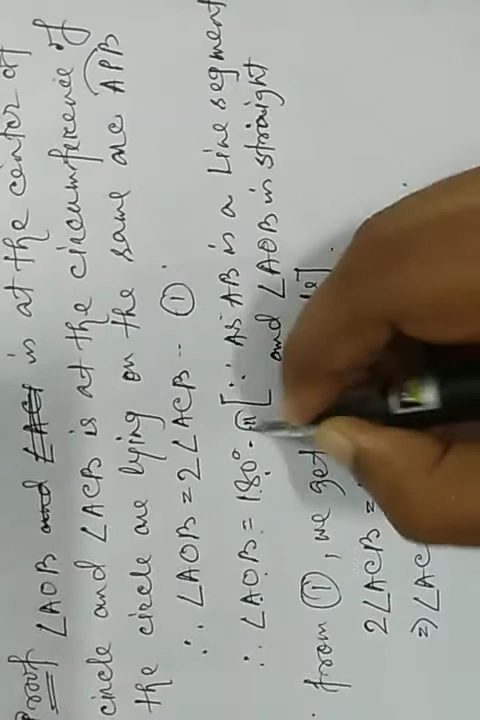 Proof ∠AOB and ∠ACB is at the center of
circle and ∠ACB is at the circumference of
the circle are lying on the same arc APB
∴ ∠AOB = 2∠ACB -- ①
∴ ∠AOB = 180° - ⑪ [∵ As AB is a line segment
and ∠AOB is straight
from ①, we get
2∠ACB =
⇒ ∠AC